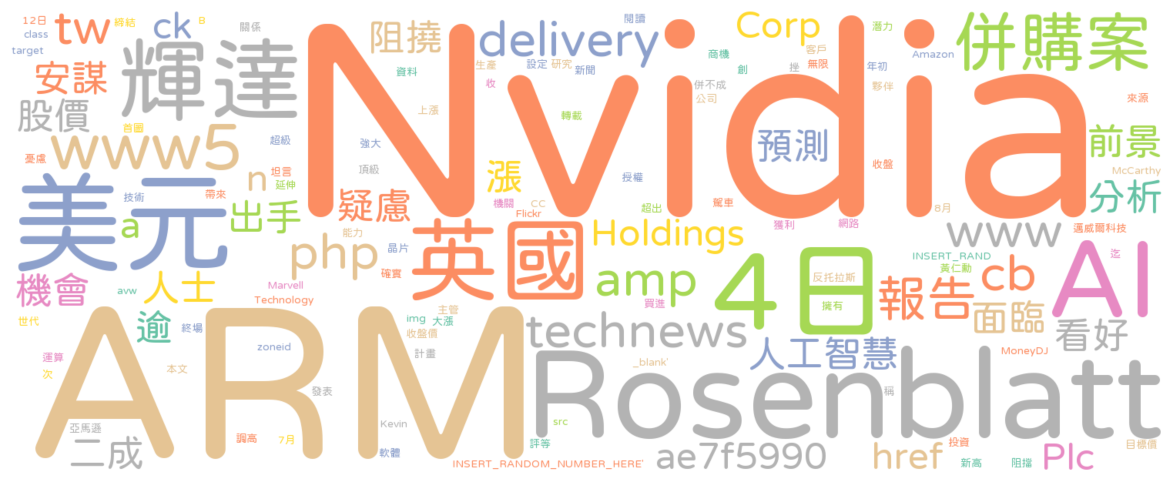 12日 締結 8 關係 閱讀 Corp 潛力 併購案
class tw ck 阻撓 delivery 商機 客戶 Amazon
target 輝達 Nvidia 生產 設定 研究 挫 無限 年初 夥伴
安謀 資料 收 新聞 創 併不成 公司 來源
股價 首圖 上漲 轉載 預測 前景
www5 超級 強大 收盤
憂慮 坦言 頂級 漲 授權 McCarthy
美元 技術 帶來 n 延伸 疑慮 機關 CC 超出 駕車 8月 分析
a 出手 Flickr 獲利 網路 邁威爾科技
能力 英國 Holdings www 迄
php 晶片 INSERT_RAND
機會 avw 人士 Marvell 確實 amp 4日 反托拉斯 黃仁勳 cb AI
Technology 買進 擁有 報告
世代 逾 終場 img 主管 大漲 technews 面臨 看好
ARM zoneid 收盤價 人工智慧
運算 次 本文 計畫 _blank' Rosenblatt MoneyDJ
發表 稱
亞馬遜 Kevin src
二成 調高 7月 軟體 評等 投資 目標價
INSERT_RANDOM_NUMBER_HERE' ae7f5990 href 新高 阻擋 Plc